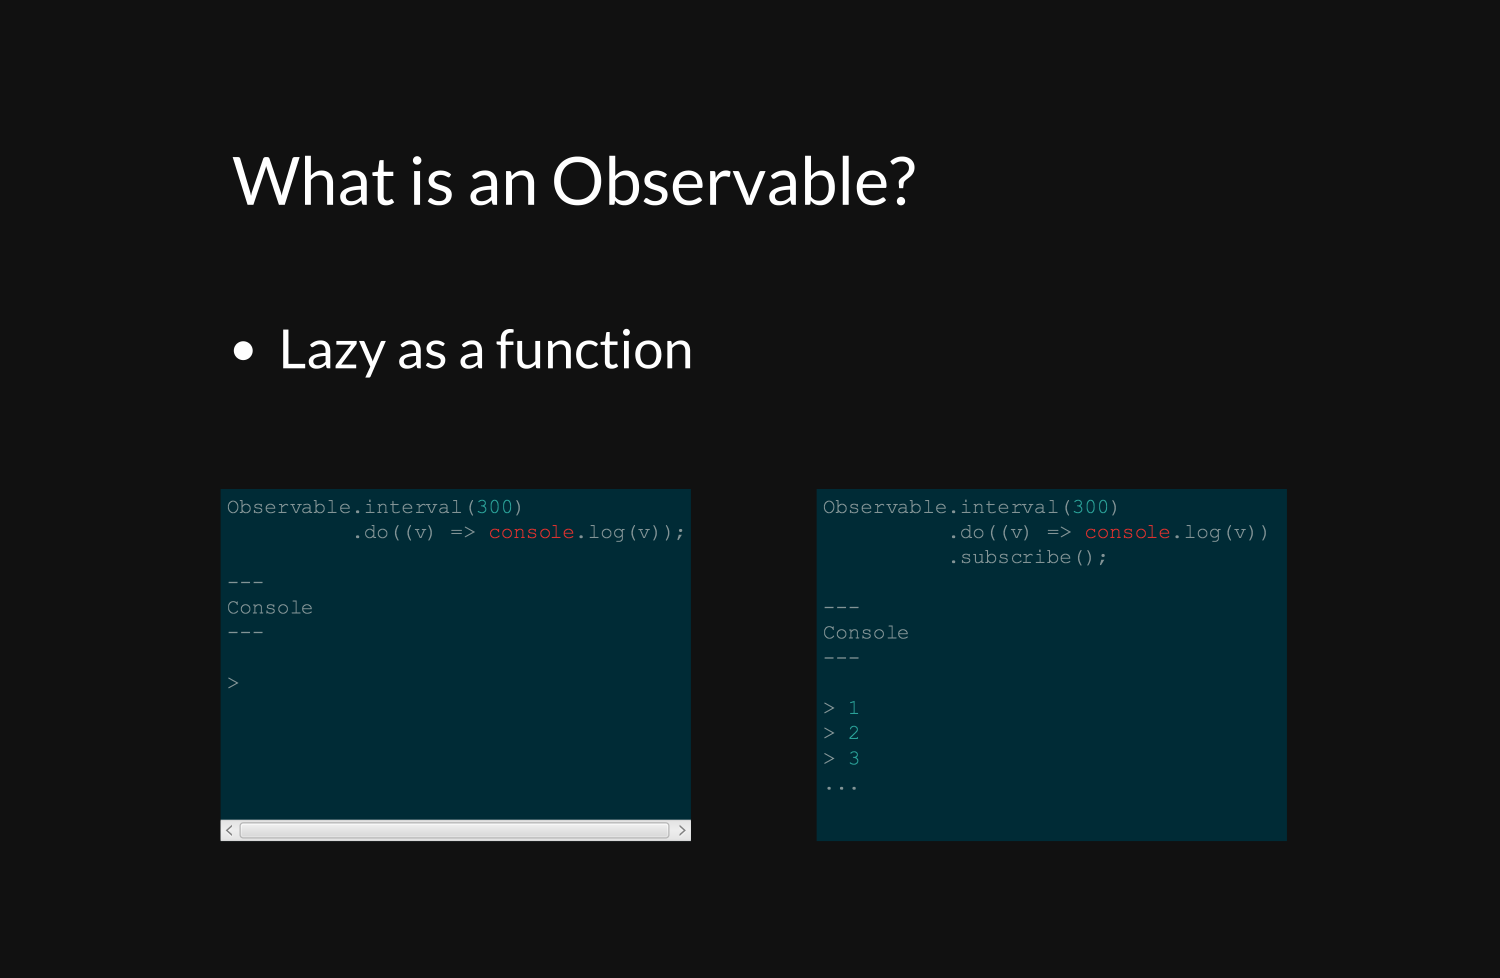 What is an Observable?
• Lazy as a function
Observable.interval(300)
.do((v) => console.log(v));
---
Console
---
>
Observable.interval(300)
.do((v) => console.log(v))
.subscribe();
---
Console
---
> 1
> 2
> 3
...